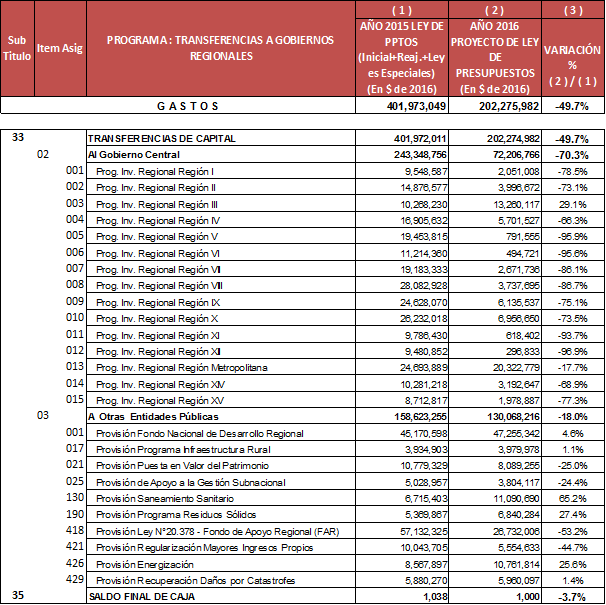 Sub Titulo Item Asig PROGRAMA : TRANSFERENCIAS A GOBIERNOS REGIONALES ( 1 ) AÑO 2015 LEY DE PPTOS (Inicial+Reaj.+Leyes Especiales) (En $ de 2016) ( 2 ) AÑO 2016 PROYECTO DE LEY DE PRESUPUESTOS (En $ de 2016) ( 3 ) VARIACIÓN % ( 2 ) / ( 1 )
G A S T O S 401,973,049 202,275,982 -49.7%
33 TRANSFERENCIAS DE CAPITAL 401,972,011 202,274,982 -49.7%
02 Al Gobierno Central 243,348,756 72,206,766 -70.3%
001 Prog. Inv. Regional Región I 9,548,587 2,051,008 -78.5%
002 Prog. Inv. Regional Región II 14,876,577 3,996,672 -73.1%
003 Prog. Inv. Regional Región III 10,268,230 13,260,117 29.1%
004 Prog. Inv. Regional Región IV 16,905,632 5,701,527 -66.3%
005 Prog. Inv. Regional Región V 19,453,815 791,555 -95.9%
006 Prog. Inv. Regional Región VI 11,214,360 494,721 -95.6%
007 Prog. Inv. Regional Región VII 19,183,333 2,671,736 -86.1%
008 Prog. Inv. Regional Región VIII 28,082,928 3,737,695 -86.7%
009 Prog. Inv. Regional Región IX 24,628,070 6,135,537 -75.1%
010 Prog. Inv. Regional Región X 26,232,018 6,956,650 -73.5%
011 Prog. Inv. Regional Región XI 9,786,430 618,402 -93.7%
012 Prog. Inv. Regional Región XII 9,480,852 296,833 -96.9%
013 Prog. Inv. Regional Región Metropolitana 24,693,889 20,322,779 -17.7%
014 Prog. Inv. Regional Región XIV 10,281,218 3,192,647 -68.9%
015 Prog. Inv. Regional Región XV 8,712,817 1,978,887 -77.3%
03 A Otras Entidades Públicas 158,623,255 130,068,216 -18.0%
001 Provisión Fondo Nacional de Desarrollo Regional 45,170,598 47,255,342 4.6%
017 Provisión Programa Infraestructura Rural 3,934,903 3,979,978 1.1%
021 Provisión Puesta en Valor del Patrimonio 10,779,329 8,089,255 -25.0%
025 Provisión de Apoyo a la Gestión Subnacional 5,028,957 3,804,117 -24.4%
130 Provisión Saneamiento Sanitario 6,715,403 11,090,690 65.2%
190 Provisión Programa Residuos Sólidos 5,369,867 6,840,284 27.4%
418 Provisión Ley N°20.378 - Fondo de Apoyo Regional (FAR) 57,132,325 26,732,006 -53.2%
421 Provisión Regularización Mayores Ingresos Propios 10,043,705 5,554,633 -44.7%
426 Provisión Energización 8,567,897 10,761,814 25.6%
429 Provisión Recuperación Daños por Catastrofes 5,880,270 5,960,097 1.4%
35 SALDO FINAL DE CAJA 1,038 1,000 -3.7%